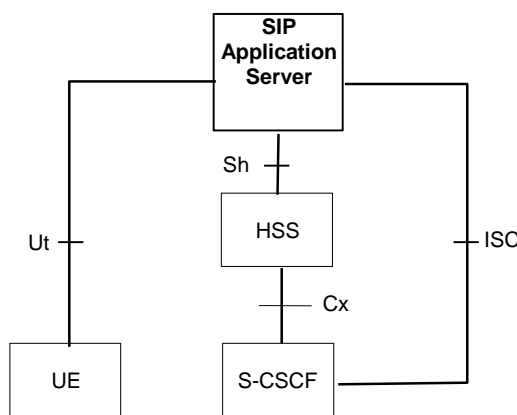 SIP
Application
Server
Sh
HSS
Ut
ISC
Cx
UE
S-CSCF